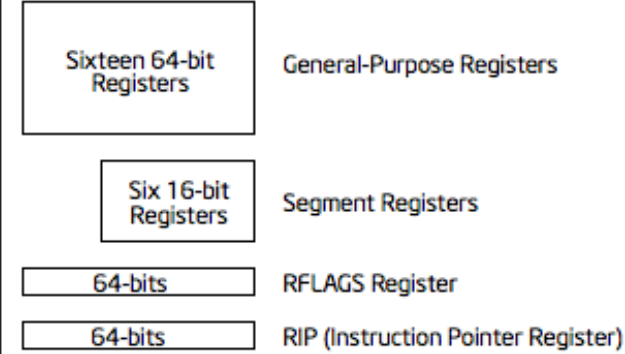 Sixteen 64-bit
Registers
General-Purpose Registers
Six 16-bit
Registers
Segment Registers
64-bits
RFLAGS Register
64-bits
RIP (Instruction Pointer Register)